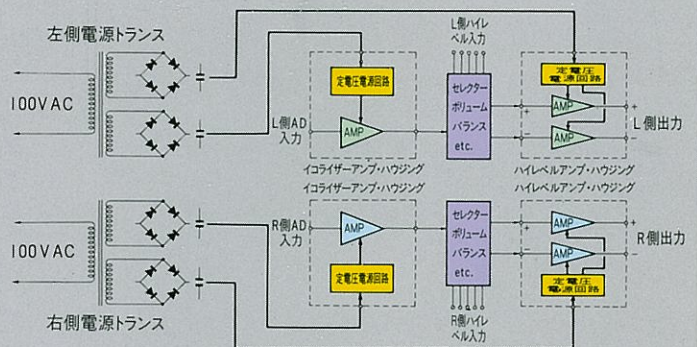 左側電源トランス
100VAC
L側AD
入力
定電圧電源回路
AMP
イコライザーアンプ・ハウジング
L側ハイレ
ベル入力
セレクター
ボリューム
バランス
etc.
定電圧
電源回路
AMP
AMP
+
−
+
−
L側出力
ハイレベルアンプ・ハウジング
イコライザーアンプ・ハウジング
ハイレベルアンプ・ハウジング
100VAC
右側電源トランス
R側AD
入力
AMP
定電圧電源回路
セレクター
ボリューム
バランス
etc.
R側ハイレ
ベル入力
AMP
AMP
+
−
+
−
R側出力
定電圧
電源回路